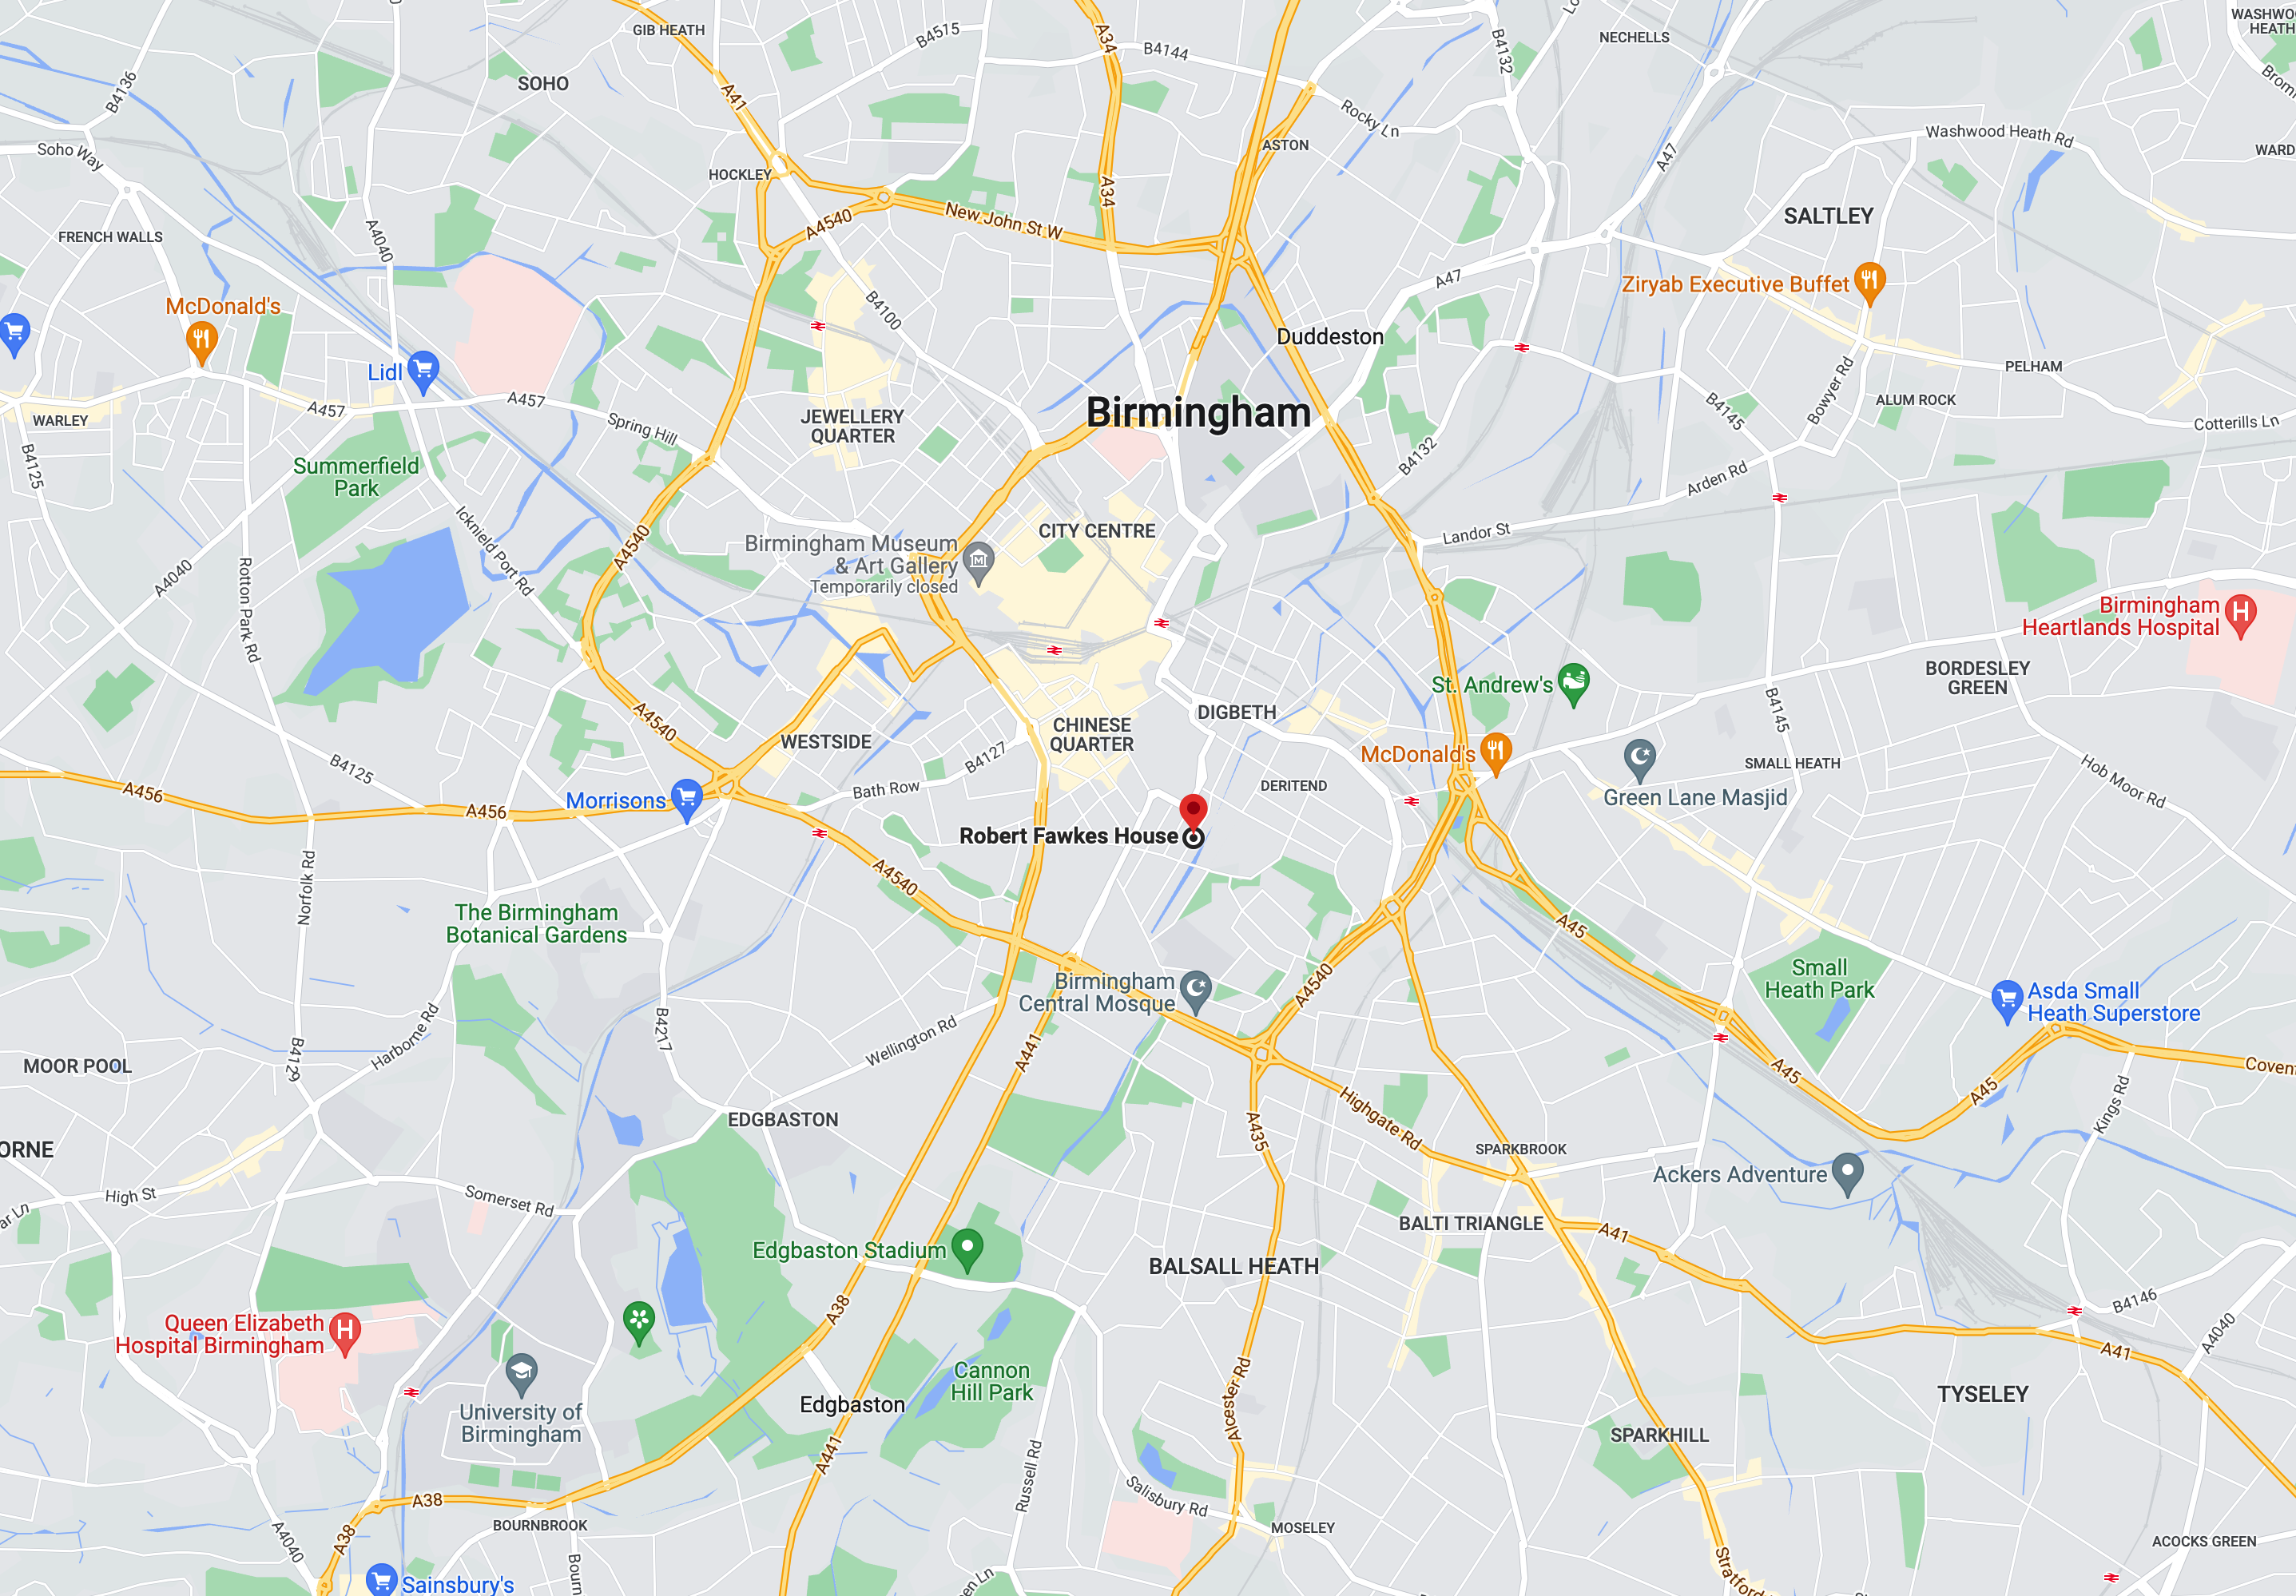 GIB HEATH
B4515
A34
B4144
B4132
NECHELLS
WASHWO
HEATH
Brom
B4136
SOHO
A41
Rocky Ln
ASTON
A47
Washwood Heath Rd
WARD
Soho Way
HOCKLEY
A34
SALTLEY
FRENCH WALLS
A4040
A4540
New John St W
A47
Ziryab Executive Buffet
McDonald's
B4100
Duddeston
Lidl
PELHAM
A457
A457
WARLEY
Spring Hill
JEWELLERY
QUARTER
Birmingham
B4132
B4145
Bowyer Rd
ALUM ROCK
Cotterills Ln
B4125
Summerfield
Park
Arden Rd
Icknield Port Rd
A4540
CITY CENTRE
Landor St
Birmingham Museum
& Art Gallery
Temporarily closed
A4040
Rotton Park Rd
Birmingham
Heartlands Hospital
St. Andrew's
BORDESLEY
GREEN
A4540
WESTSIDE
CHINESE
QUARTER
DIGBETH
B4145
McDonald's
B4127
B4125
SMALL HEATH
Hob Moor Rd
A456
A456
Morrisons
Bath Row
DERITEND
Green Lane Masjid
Robert Fawkes House
Norfolk Rd
A4540
The Birmingham
Botanical Gardens
A45
Birmingham
Central Mosque
A4540
Small
Heath Park
Asda Small
Heath Superstore
B4217
Wellington Rd
A441
Harborne Rd
B4129
MOOR POOL
A45
A45
Coven
Kings Rd
EDGBASTON
Highgate Rd
A435
SPARKBROOK
ORNE
Ackers Adventure
High St
Somerset Rd
ar Ln
BALTI TRIANGLE
A41
Edgbaston Stadium
BALSALL HEATH
A38
Queen Elizabeth
Hospital Birmingham
B4146
A4040
A41
Cannon
Hill Park
Alcester Rd
Edgbaston
TYSELEY
University of
Birmingham
A441
SPARKHILL
Russell Rd
Salisbury Rd
A38
BOURNBROOK
A4040
A38
MOSELEY
ACOCKS GREEN
Stratford
Bourn
Sainsbury's
en Ln